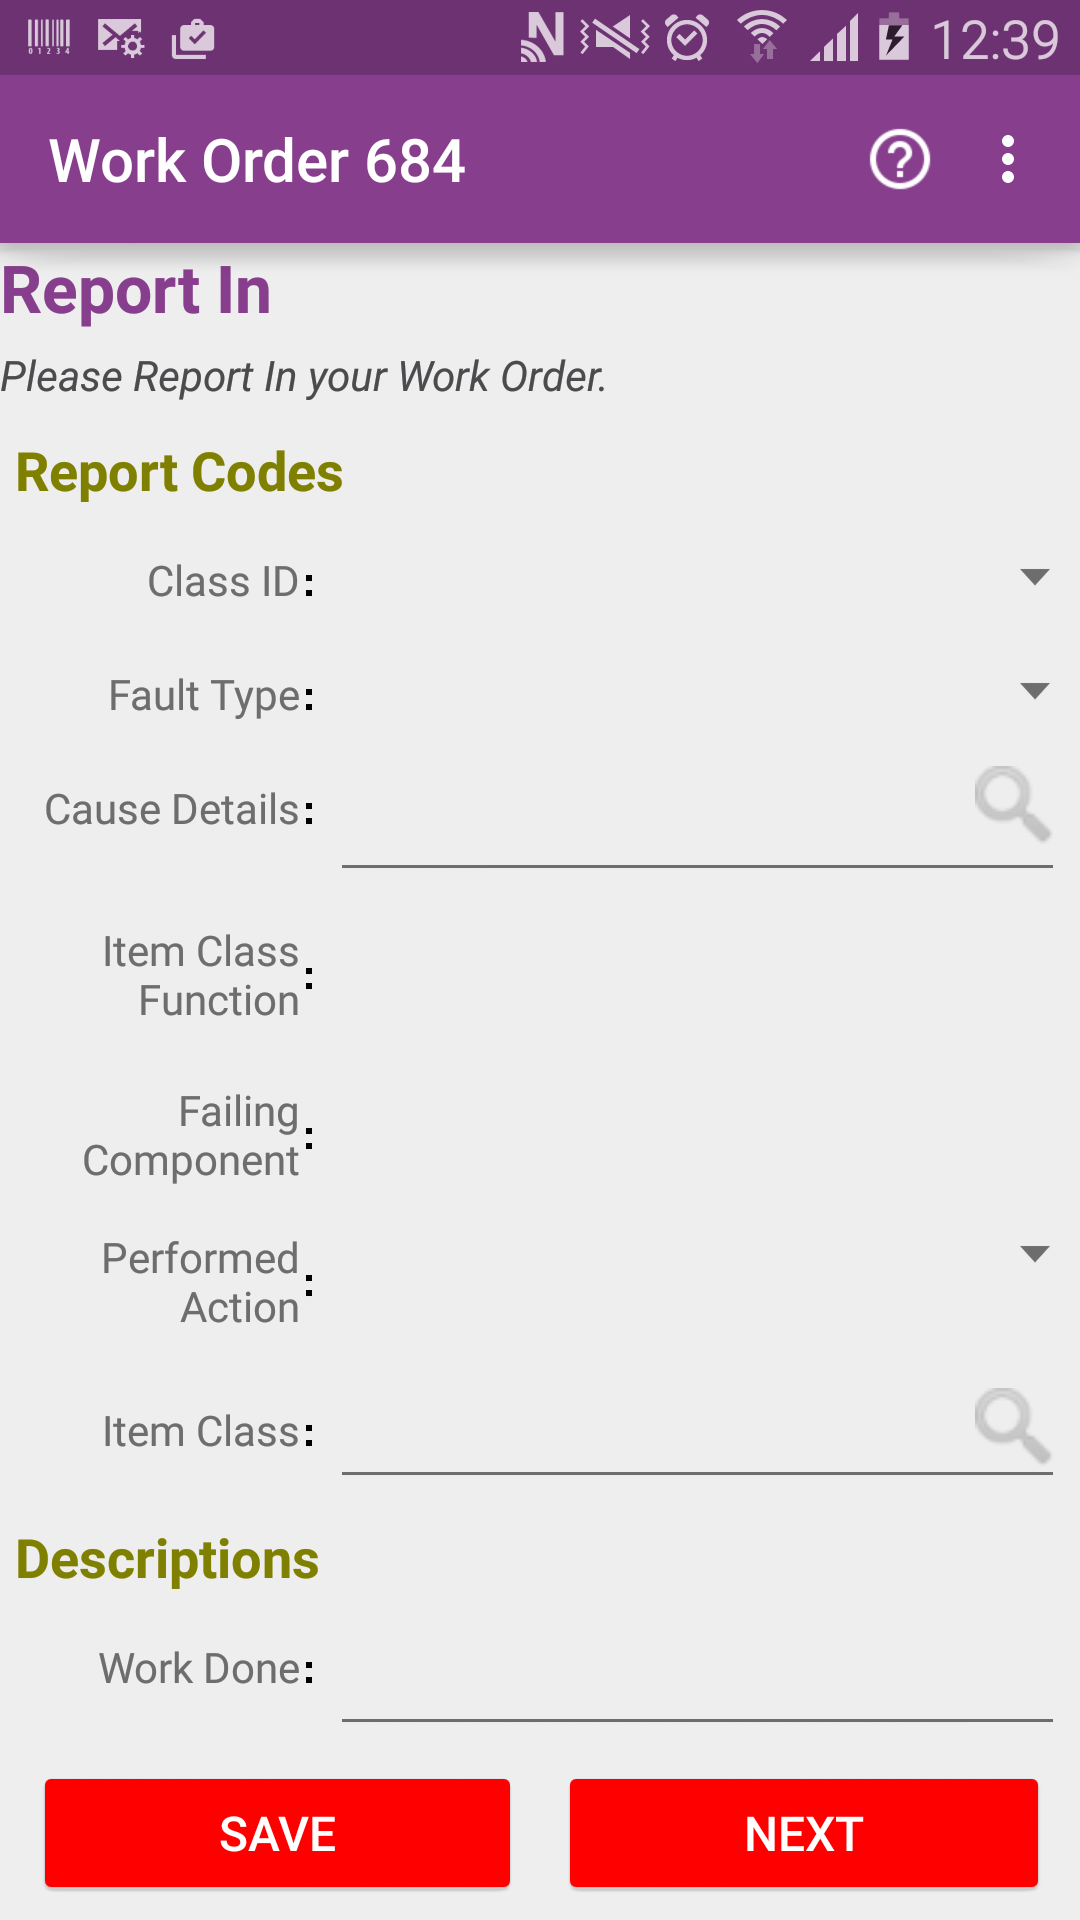 12:39
Work Order 684
Report In
Please Report In your Work Order.
Report Codes
Class ID:
Fault Type:
Cause Details:
Item Class
Function:
Failing
Component:
Performed
Action:
Item Class:
Descriptions
Work Done:
SAVE NEXT